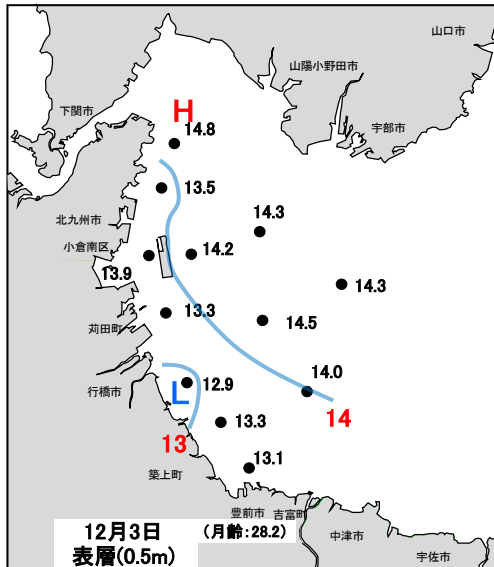 山口市
山陽小野田市
下関市
H
14.8
宇部市
13.5
北九州市
14.3
小倉南区
14.2
13.9
14.3
13.3
14.5
苅田町
14.0
12.9
行橋市
L
14
13.3
13
13.1
築上町
豊前市
吉富町
12月3日
(月齢:28.2)
中津市
表層(0.5m)
宇佐市